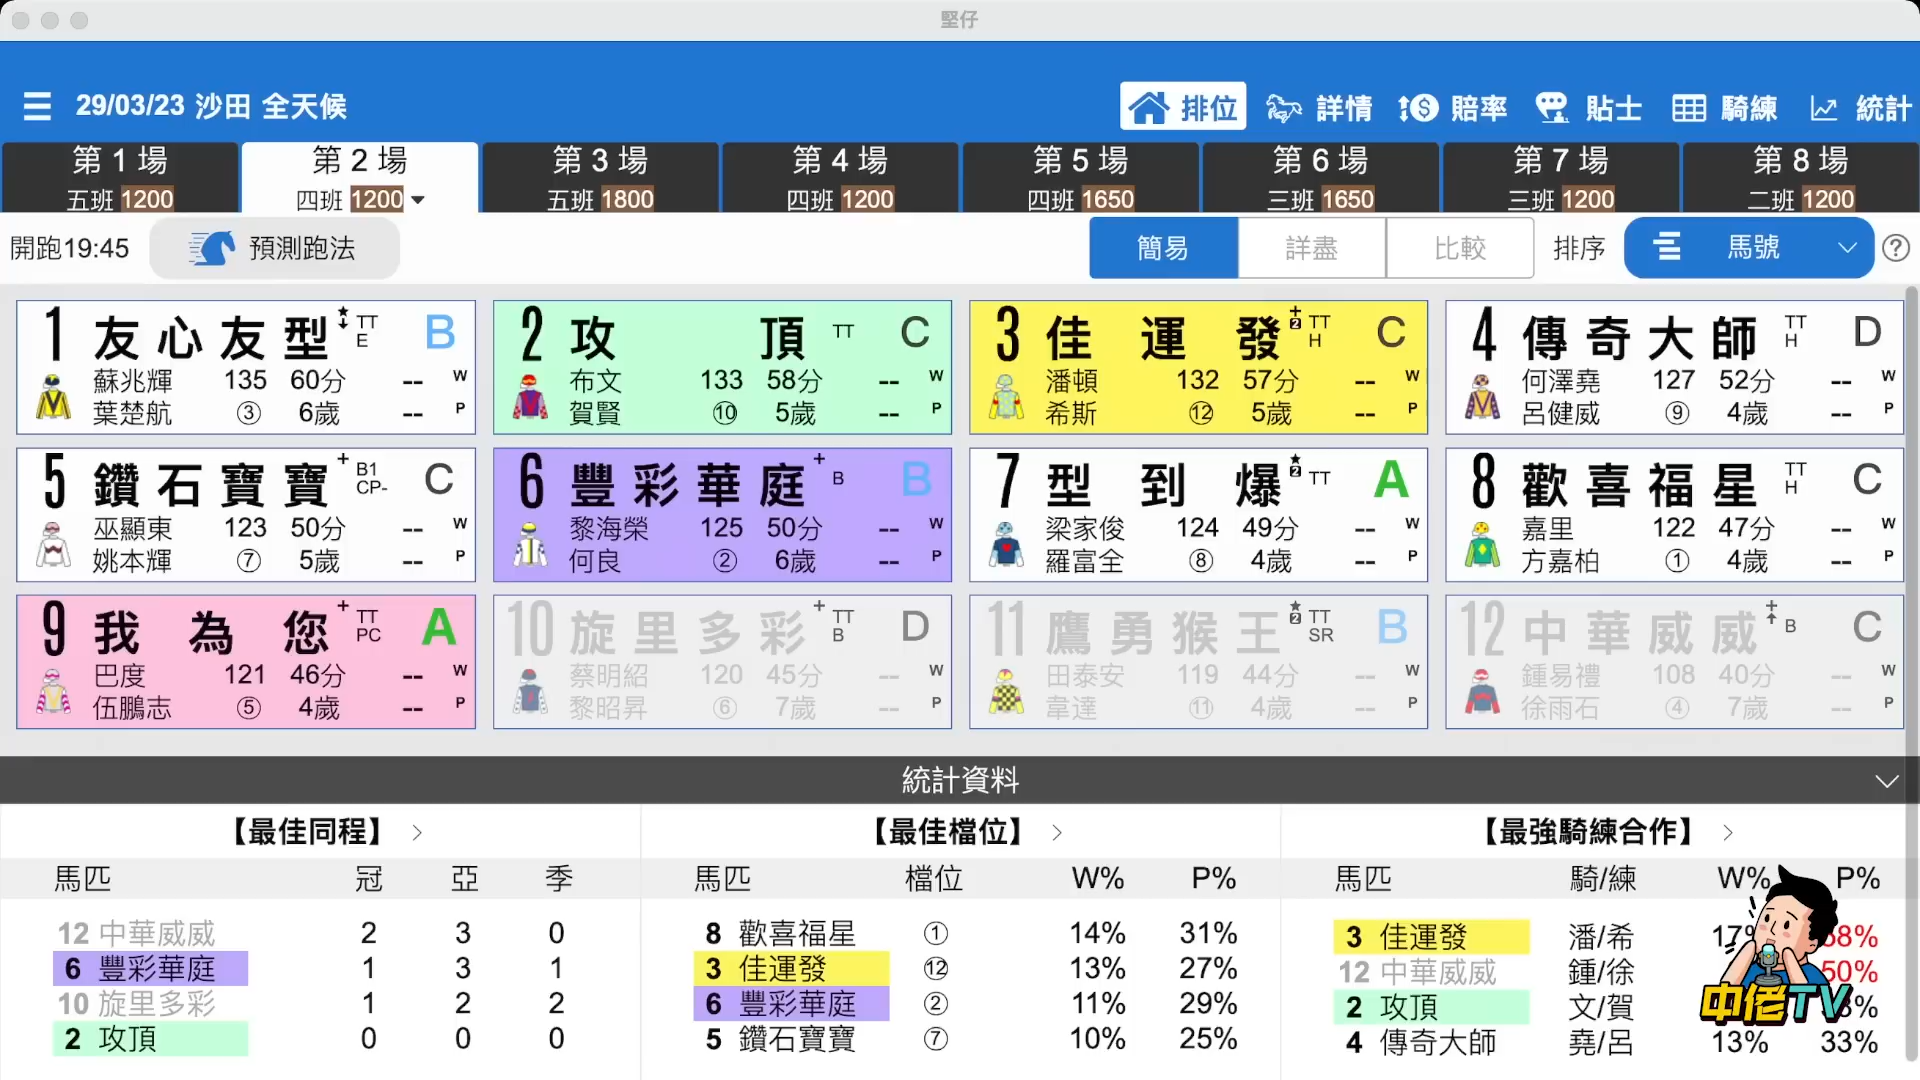 堅仔
29/03/23 沙田 全天候
排位 詳情 賠率 貼士 騎練 統計
第 1 場 第 2 場 第 3 場 第 4 場 第 5 場 第 6 場 第 7 場 第 8 場
五班 1200 四班 1200 五班 1800 四班 1200 四班 1650 三班 1650 三班 1200 二班 1200
開跑19:45 預測跑法 簡易 詳盡 比較 排序 馬號 ?
1 友心友型 TT E B
蘇兆輝 135 60分 -- W
葉楚航 ③ 6歲 -- P
2 攻頂 TT C
布文 133 58分 -- W
賀賢 ⑩ 5歲 -- P
3 佳運發 +2 TT H C
潘頓 132 57分 -- W
希斯 ⑫ 5歲 -- P
4 傳奇大師 TT H D
何澤堯 127 52分 -- W
呂健威 ⑨ 4歲 -- P
5 鑽石寶寶 + B1 CP- C
巫顯東 123 50分 -- W
姚本輝 ⑦ 5歲 -- P
6 豐彩華庭 + B B
黎海榮 125 50分 -- W
何良 ② 6歲 -- P
7 型到爆 ★2 TT A
梁家俊 124 49分 -- W
羅富全 ⑧ 4歲 -- P
8 歡喜福星 TT H C
嘉里 122 47分 -- W
方嘉柏 ① 4歲 -- P
9 我為您 + TT PC A
巴度 121 46分 -- W
伍鵬志 ⑤ 4歲 -- P
10 旋里多彩 + TT B D
蔡明紹 120 45分 -- W
黎昭昇 ⑥ 7歲 -- P
11 鷹勇猴王 ★2 TT SR B
田泰安 119 44分 -- W
韋達 ⑪ 4歲 -- P
12 中華威威 + B C
鍾易禮 108 40分 -- W
徐雨石 ④ 7歲 -- P
統計資料
【最佳同程】
馬匹 冠 亞 季
12 中華威威 2 3 0
6 豐彩華庭 1 3 1
10 旋里多彩 1 2 2
2 攻頂 0 0 0
【最佳檔位】
馬匹 檔位 W% P%
8 歡喜福星 ① 14% 31%
3 佳運發 ⑫ 13% 27%
6 豐彩華庭 ② 11% 29%
5 鑽石寶寶 ⑦ 10% 25%
【最強騎練合作】
馬匹 騎/練 W% P%
3 佳運發 潘/希
12 中華威威 鍾/徐 50%
2 攻頂 文/賀
4 傳奇大師 堯/呂 13% 33%
中佬TV